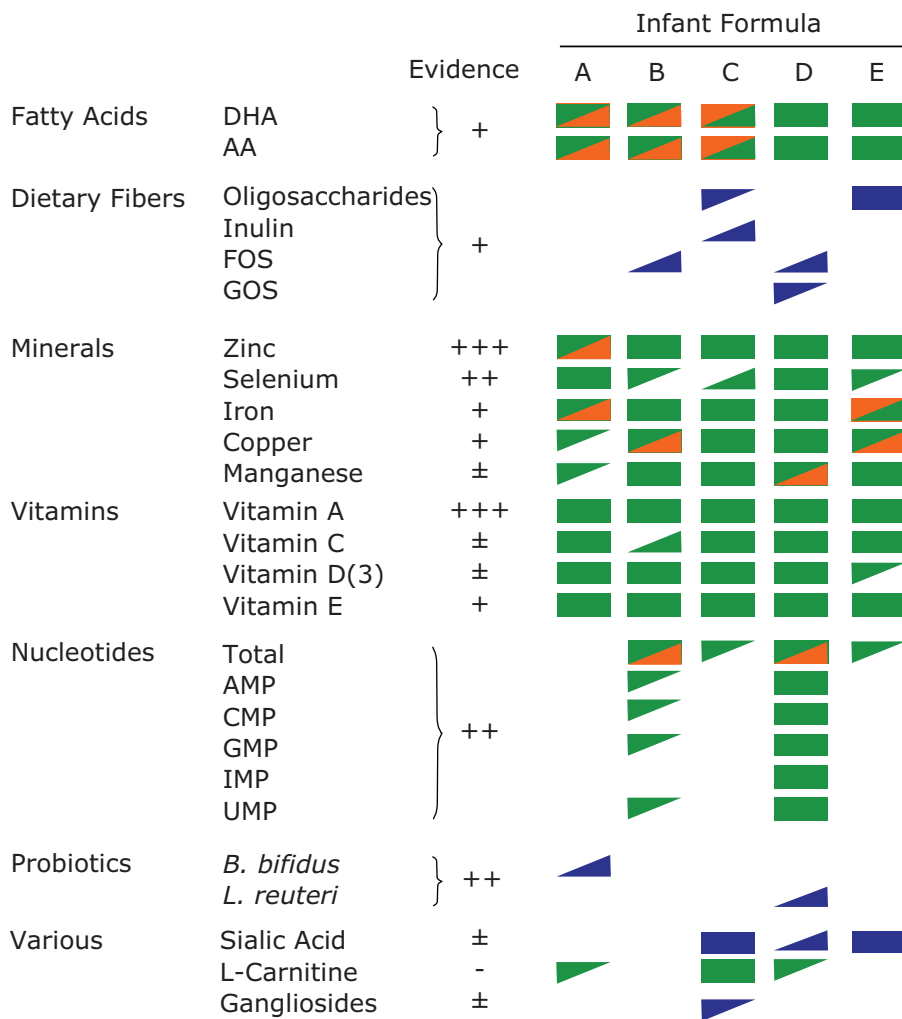 Infant Formula
Evidence A B C D E
Fatty Acids DHA +
AA
Dietary Fibers Oligosaccharides +
Inulin
FOS
GOS
Minerals Zinc +++
Selenium ++
Iron +
Copper +
Manganese ±
Vitamins Vitamin A +++
Vitamin C ±
Vitamin D(3) ±
Vitamin E +
Nucleotides Total ++
AMP
CMP
GMP
IMP
UMP
Probiotics B. bifidus ++
L. reuteri
Various Sialic Acid ±
L-Carnitine -
Gangliosides ±